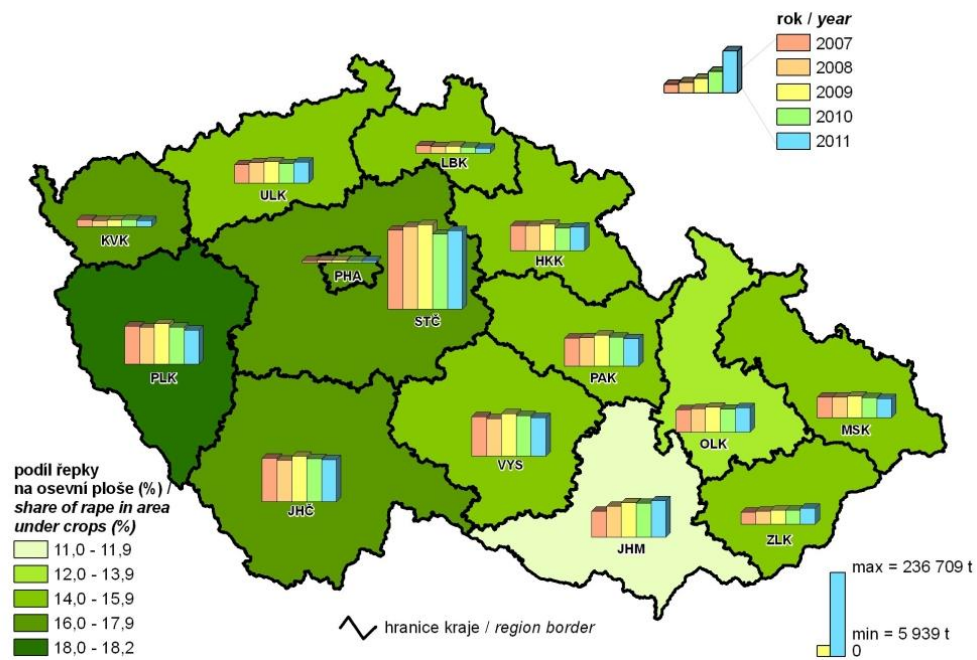 rok / year
2007
2008
2009
2010
2011
LBK
ULK
KVK
HKK
PHA
STČ
PLK
PAK
MSK
OLK
VYS
JHČ
ZLK
JHM
podíl řepky
na osevní ploše (%) /
share of rape in area
under crops (%)
11,0 - 11,9
12,0 - 13,9
14,0 - 15,9
16,0 - 17,9
18,0 - 18,2
hranice kraje / region border
max = 236 709 t
min = 5 939 t
0